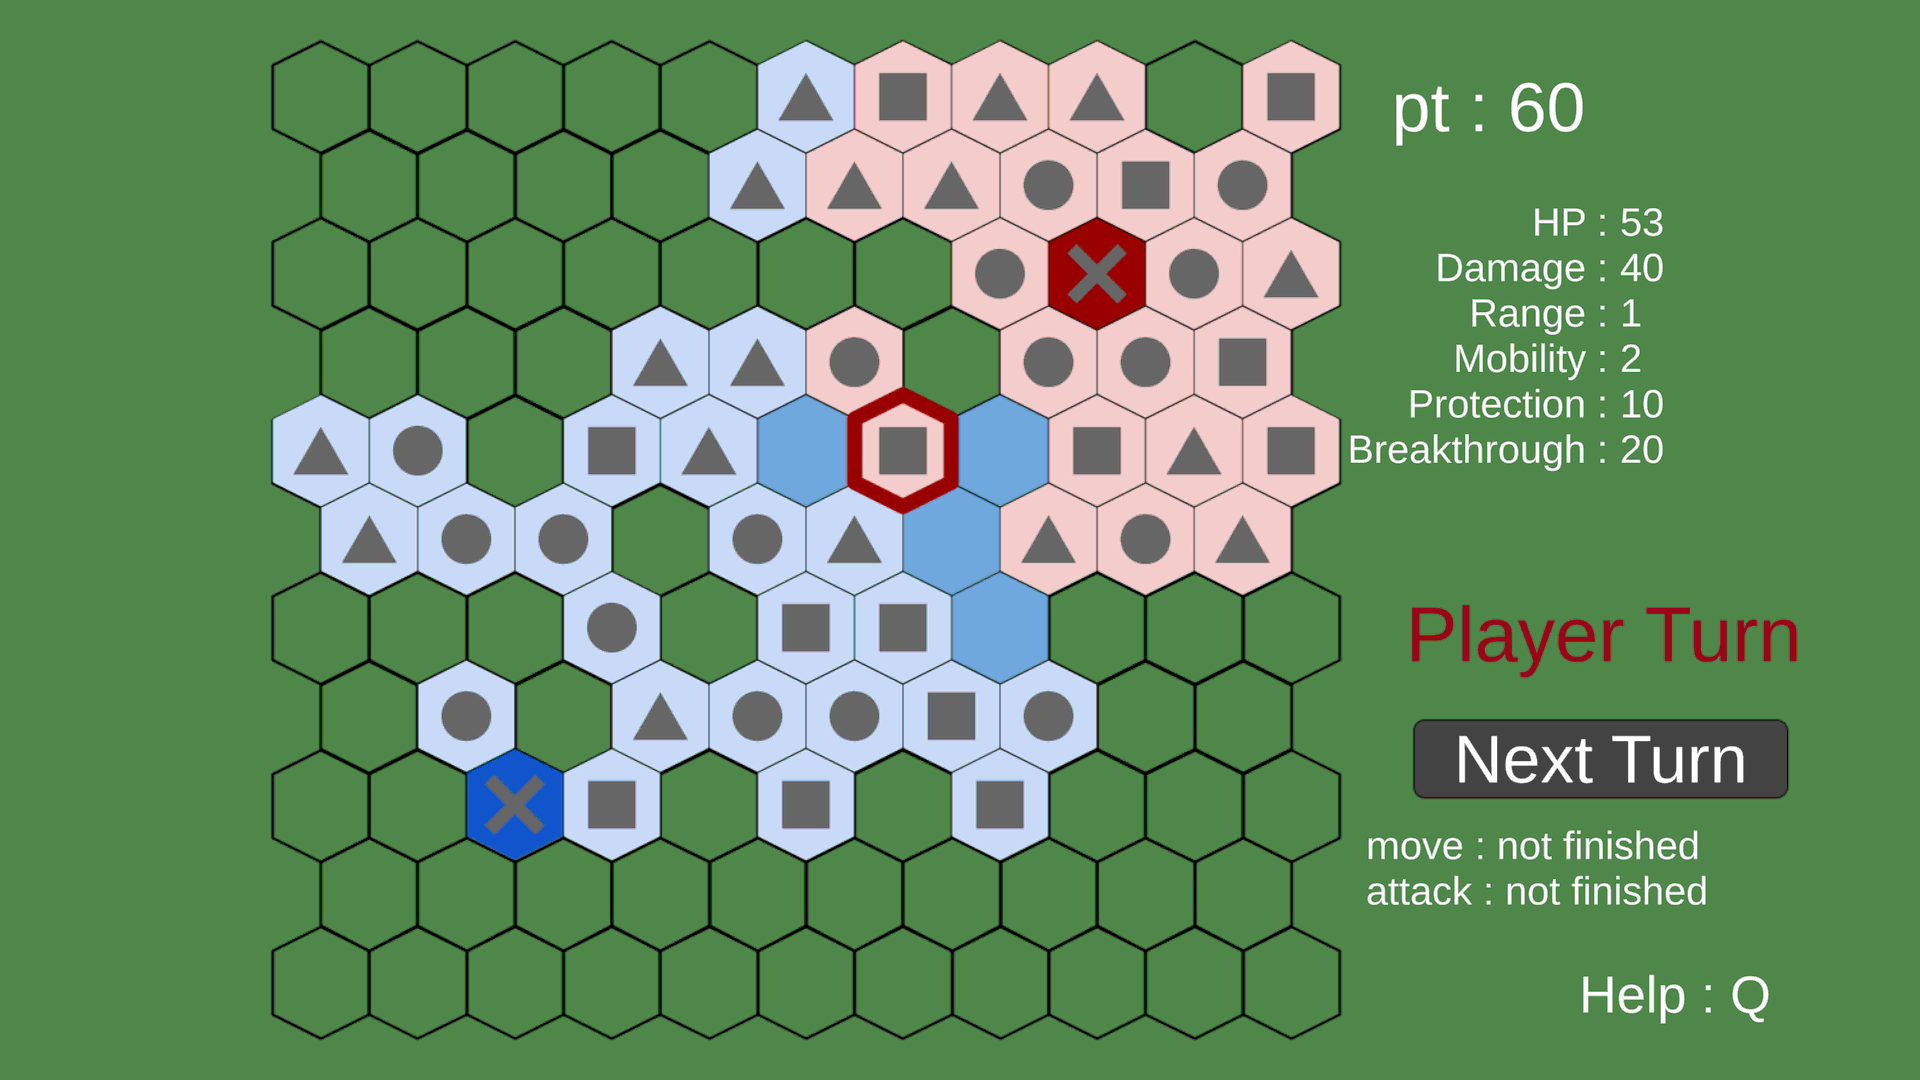 pt : 60
HP : 53
Damage : 40
Range : 1
Mobility : 2
Protection : 10
Breakthrough : 20
Player Turn
Next Turn
move : not finished
attack : not finished
Help : Q